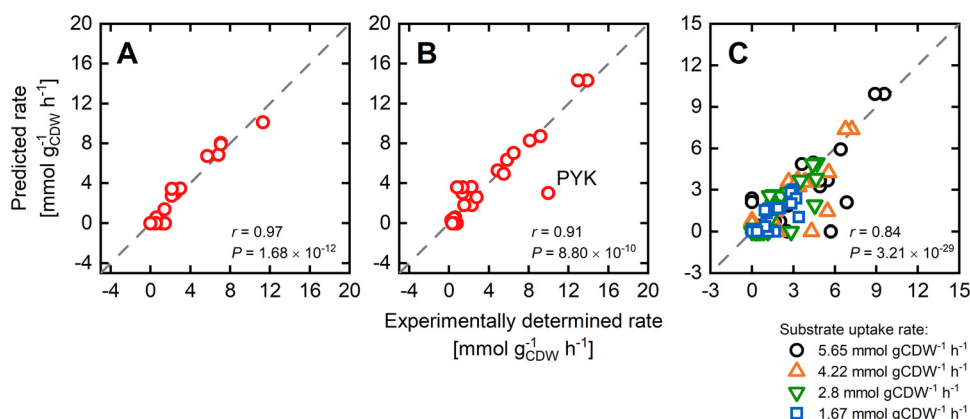 Predicted rate
[mmol g⁻¹CDW h⁻¹]
20
16
12
8
4
0
-4
A
r = 0.97
P = 1.68 × 10⁻¹²
-4 0 4 8 12 16 20
20
16
12
8
4
0
-4
B
PYK
r = 0.91
P = 8.80 × 10⁻¹⁰
-4 0 4 8 12 16 20
15
12
9
6
3
0
-3
C
r = 0.84
P = 3.21 × 10⁻²⁹
-3 0 3 6 9 12 15
Experimentally determined rate
[mmol g⁻¹CDW h⁻¹]
Substrate uptake rate:
5.65 mmol gCDW⁻¹ h⁻¹
4.22 mmol gCDW⁻¹ h⁻¹
2.8 mmol gCDW⁻¹ h⁻¹
1.67 mmol gCDW⁻¹ h⁻¹